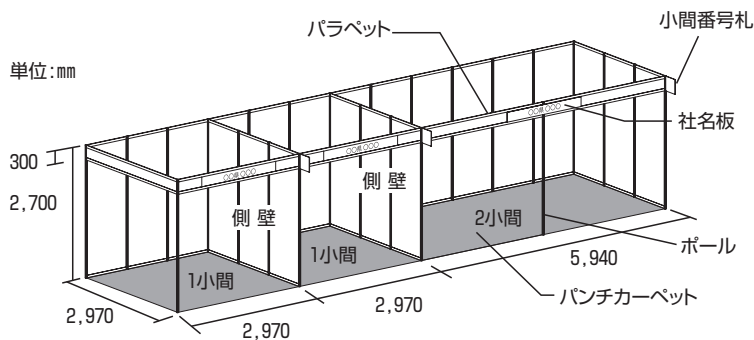 小間番号札
パラペット
単位:㎜
社名板
300
2,700
側 壁
側 壁
2小間
1小間
1小間
ポール
5,940
パンチカーペット
2,970
2,970
2,970